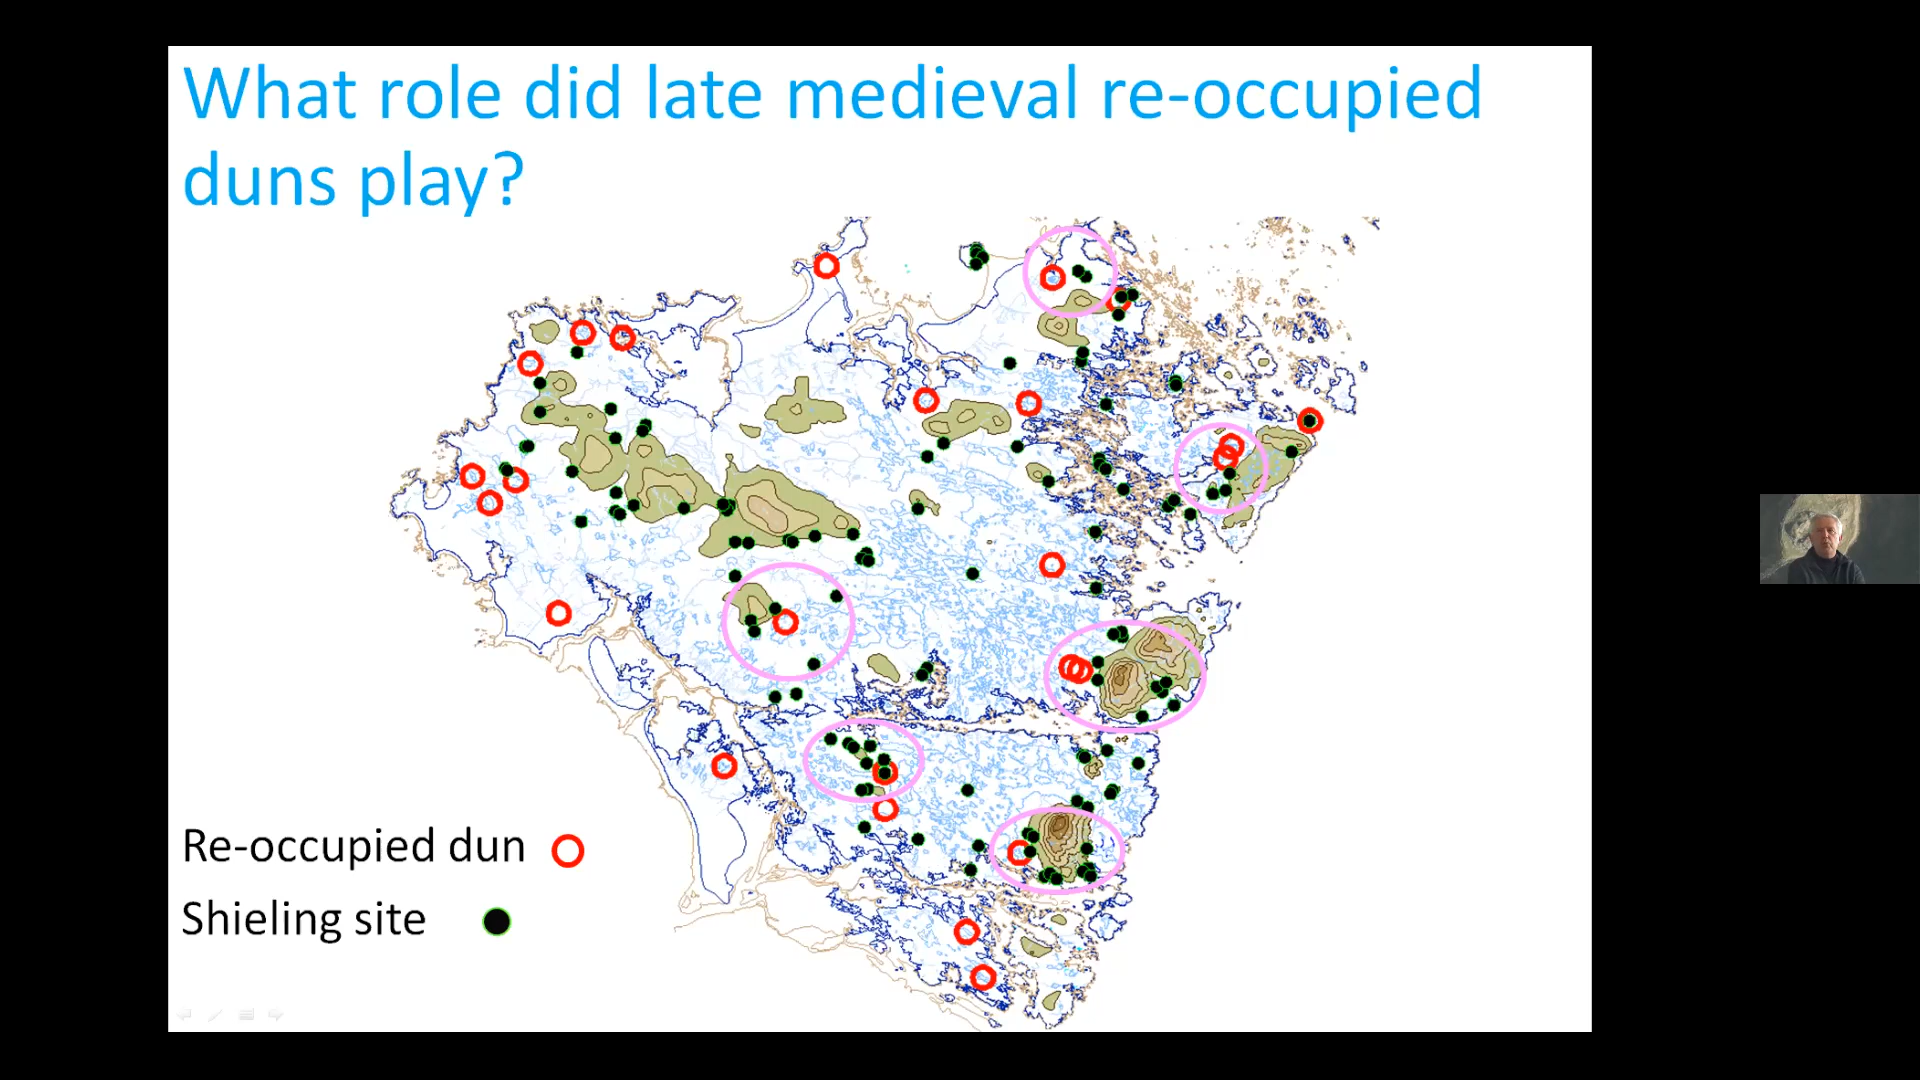 What role did late medieval re-occupied
duns play?
Re-occupied dun
Shieling site